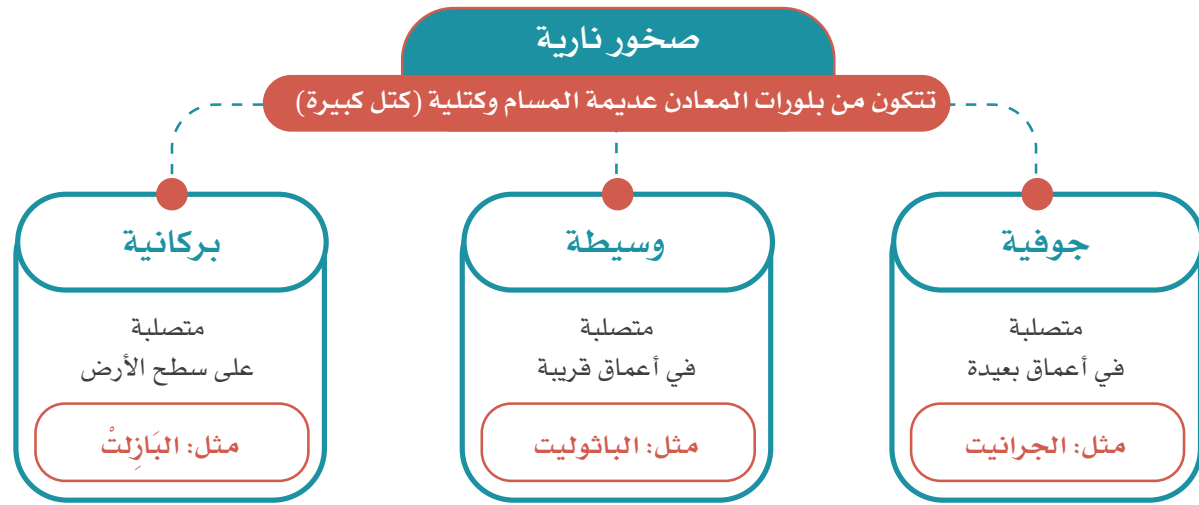 صخور نارية
تتكون من بلورات المعادن عديمة المسام وكتلية (كتل كبيرة)
جوفية
متصلبة
في أعماق بعيدة
مثل: الجرانيت
وسيطة
متصلبة
في أعماق قريبة
مثل: الباثوليت
بركانية
متصلبة
على سطح الأرض
مثل: البَازِلتْ